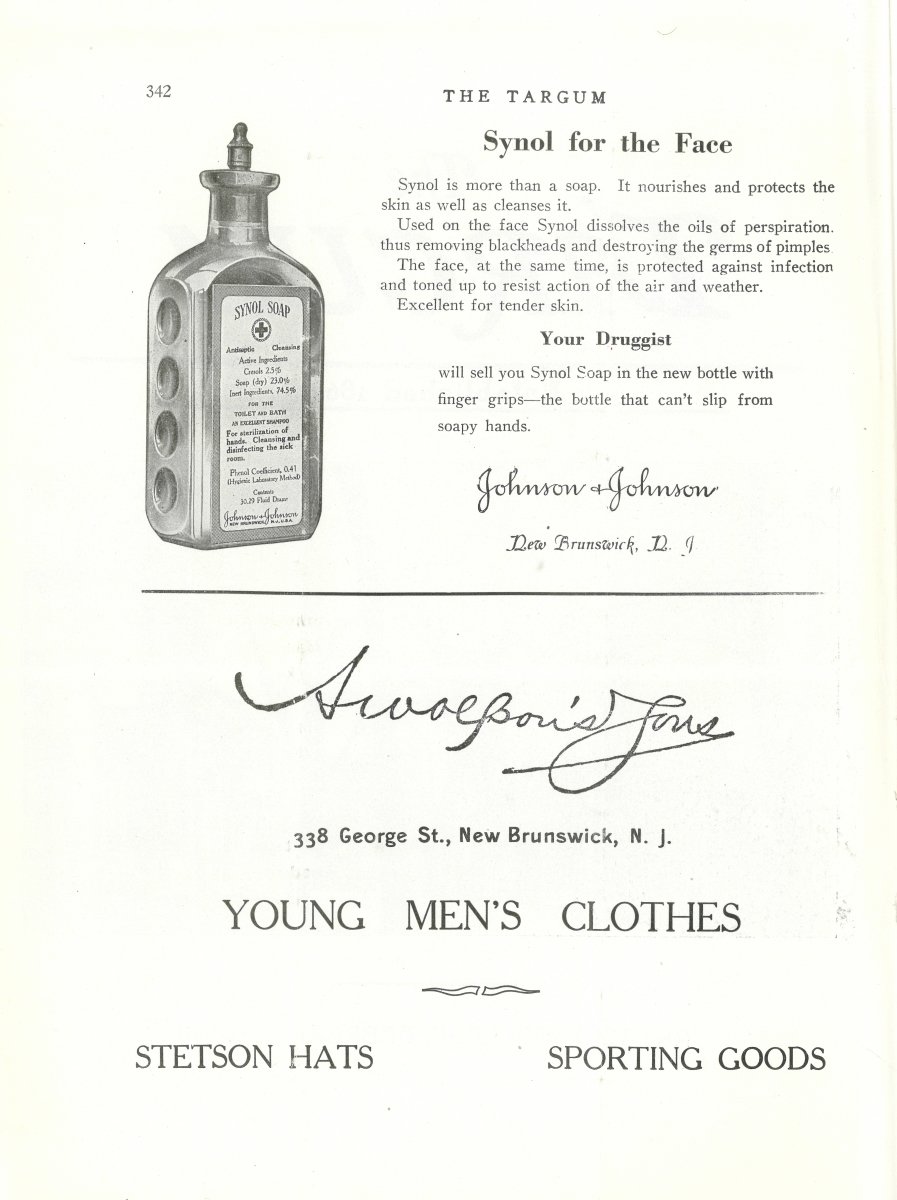 342
THE TARGUM
Synol for the Face
Synol is more than a soap. It nourishes and protects the
skin as well as cleanses it.
Used on the face Synol dissolves the oils of perspiration.
thus removing blackheads and destroying the germs of pimples
The face, at the same time, is protected against infection
and toned up to resist action of the air and weather.
Excellent for tender skin.
Your Druggist
will sell you Synol Soap in the new bottle with
finger grips—the bottle that can't slip from
soapy hands.
Johnson & Johnson
New Brunswick, N. J
SYNOL SOAP
Antiseptic Cleansing
Active Ingredients
Cresols 2.5%
Soap (dry) 23.0%
Inert Ingredients, 74.5%
FOR THE
TOILET AND BATH
AN EXCELLENT SHAMPOO
For sterilization of
hands. Cleansing and
disinfecting the sick
room.
Phenol Coefficient, 0.41
(Hygienic Laboratory Method)
Contents
30.29 Fluid Drams
Johnson & Johnson
NEW BRUNSWICK, N.J., U.S.A.
A Wolfson's Sons
338 George St., New Brunswick, N. J.
YOUNG MEN'S CLOTHES
STETSON HATS
SPORTING GOODS